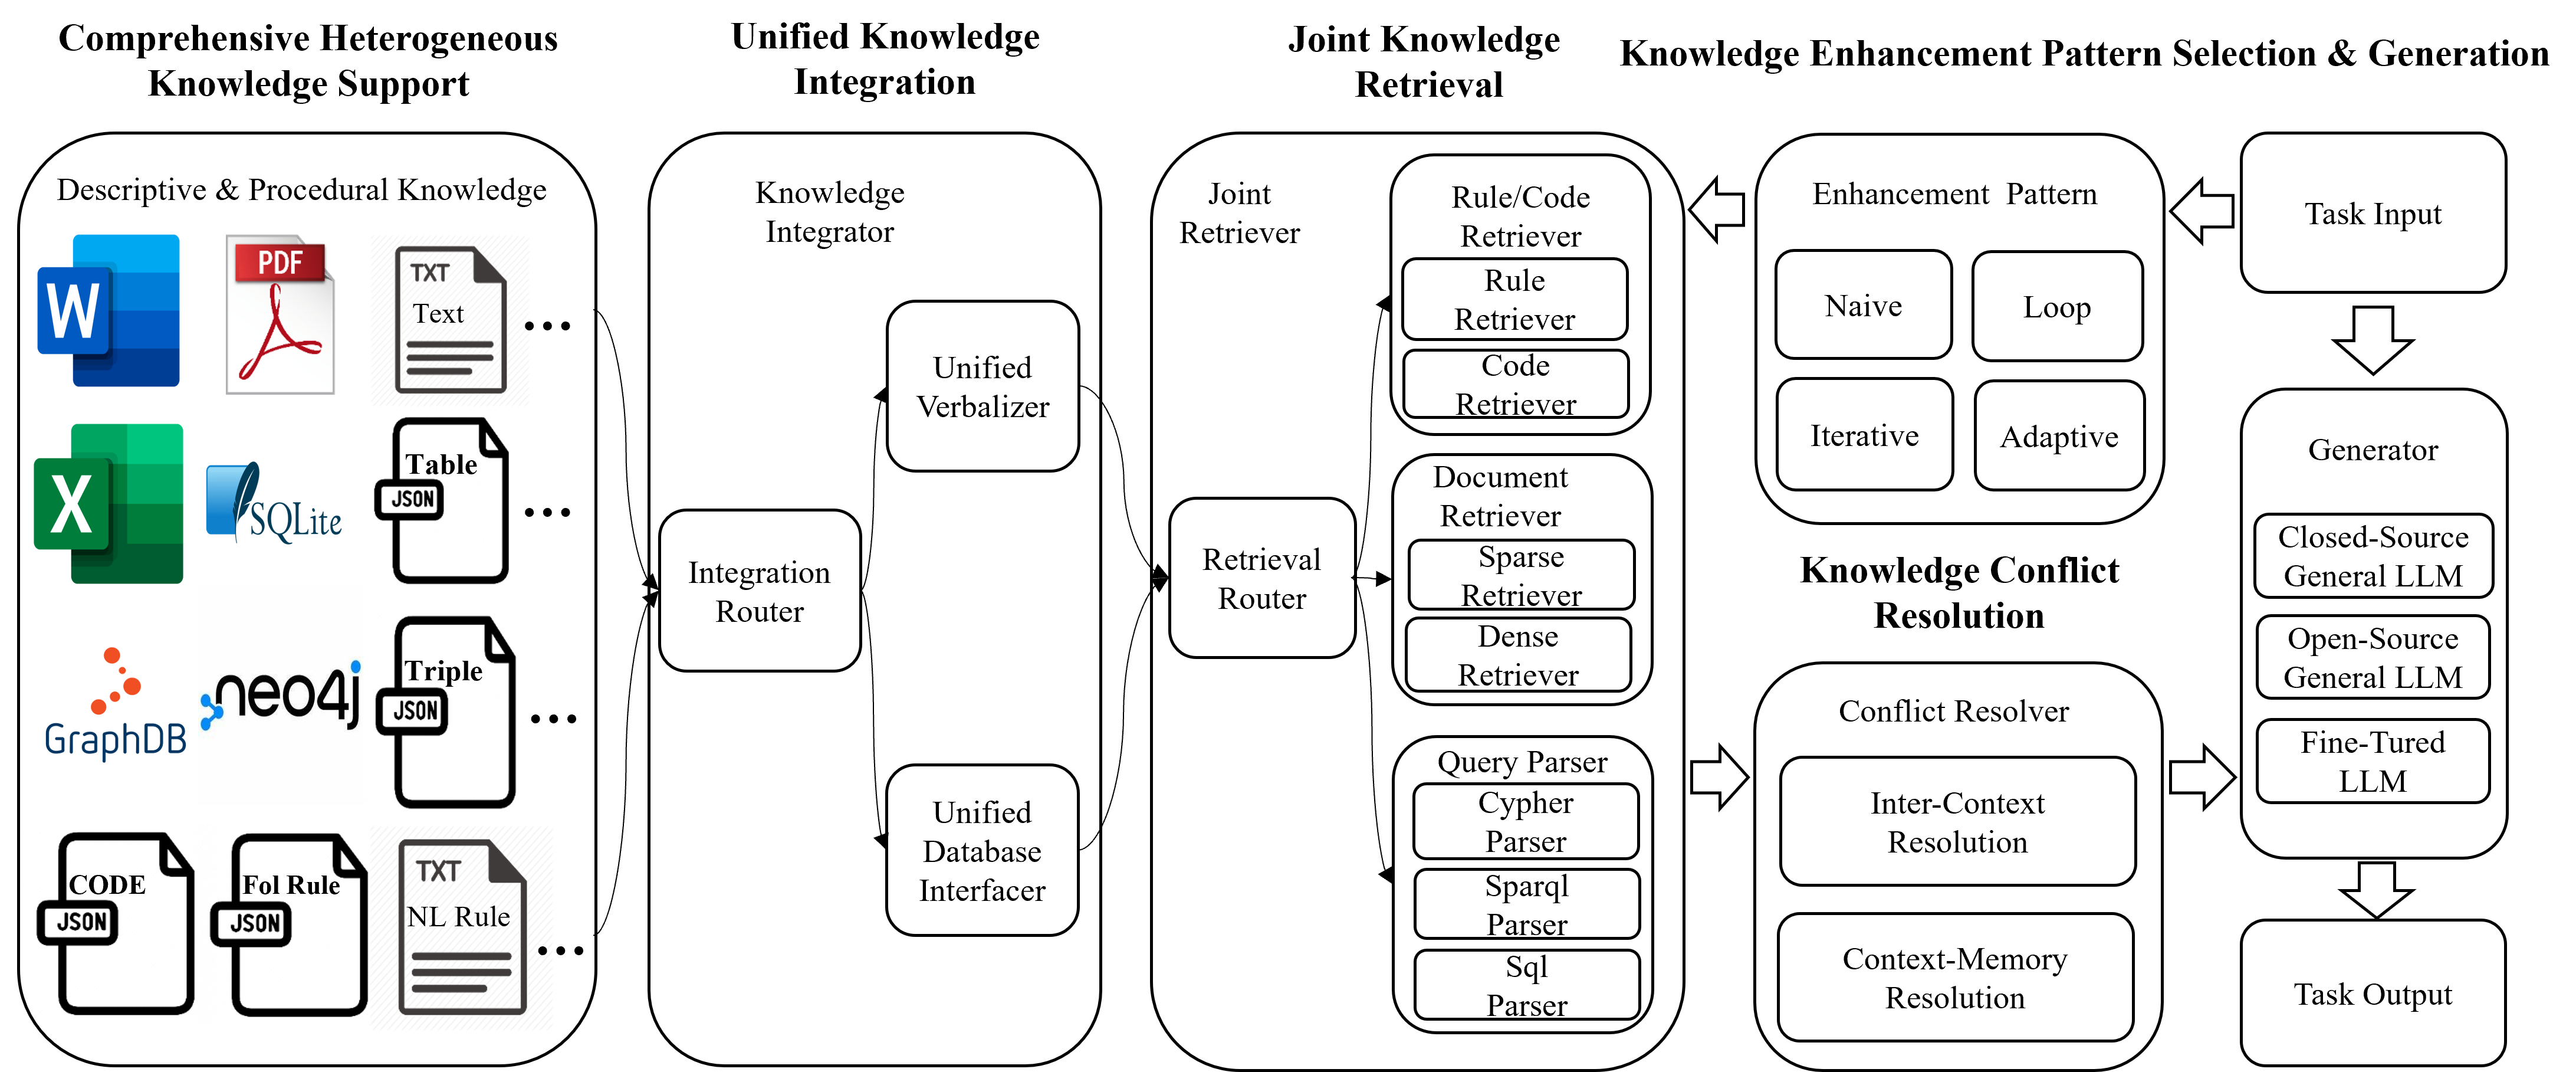 Comprehensive Heterogeneous
Knowledge Support
Descriptive & Procedural Knowledge
W
PDF
TXT
Text
...
X
SQLite
Table
JSON
...
GraphDB
neo4j
Triple
JSON
...
CODE
JSON
Fol Rule
JSON
TXT
NL Rule
...
Unified Knowledge
Integration
Knowledge
Integrator
Integration
Router
Unified
Verbalizer
Unified
Database
Interfacer
Joint Knowledge
Retrieval
Joint
Retriever
Retrieval
Router
Rule/Code
Retriever
Rule
Retriever
Code
Retriever
Document
Retriever
Sparse
Retriever
Dense
Retriever
Query Parser
Cypher
Parser
Sparql
Parser
Sql
Parser
Knowledge Enhancement Pattern Selection & Generation
Enhancement Pattern
Naive
Loop
Iterative
Adaptive
Knowledge Conflict
Resolution
Conflict Resolver
Inter-Context
Resolution
Context-Memory
Resolution
Task Input
Generator
Closed-Source
General LLM
Open-Source
General LLM
Fine-Tured
LLM
Task Output